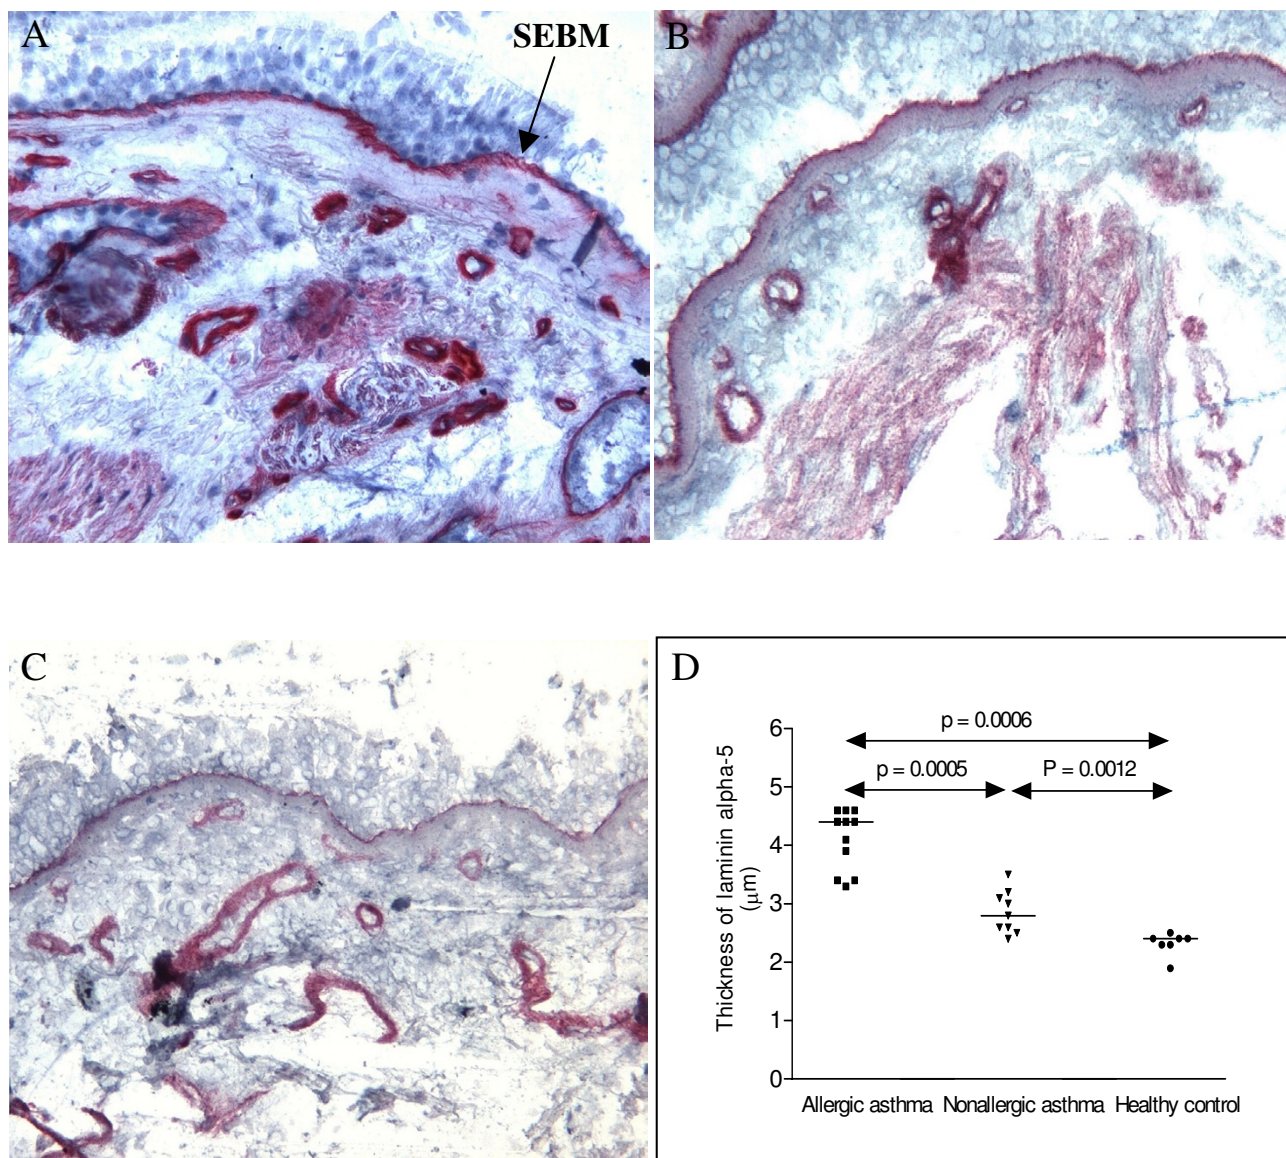 A
SEBM
B
C
D
p = 0.0006
p = 0.0005
P = 0.0012
6
5
4
3
2
1
0
Thickness of laminin alpha-5
(μm)
Allergic asthma Nonallergic asthma Healthy control